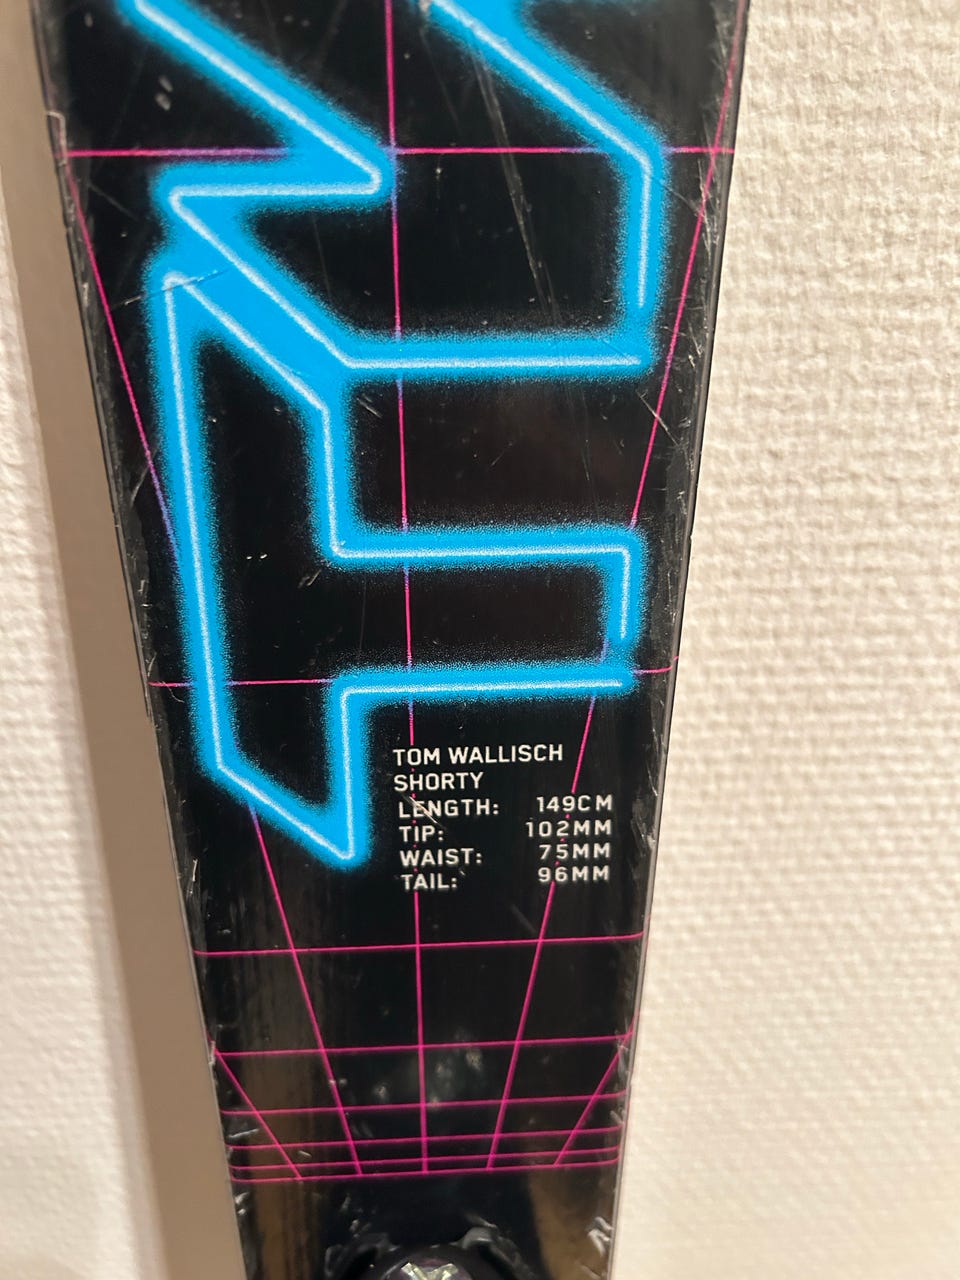 TOM WALLISCH
SHORTY
LENGTH: 149CM
TIP: 102MM
WAIST: 75MM
TAIL: 96MM